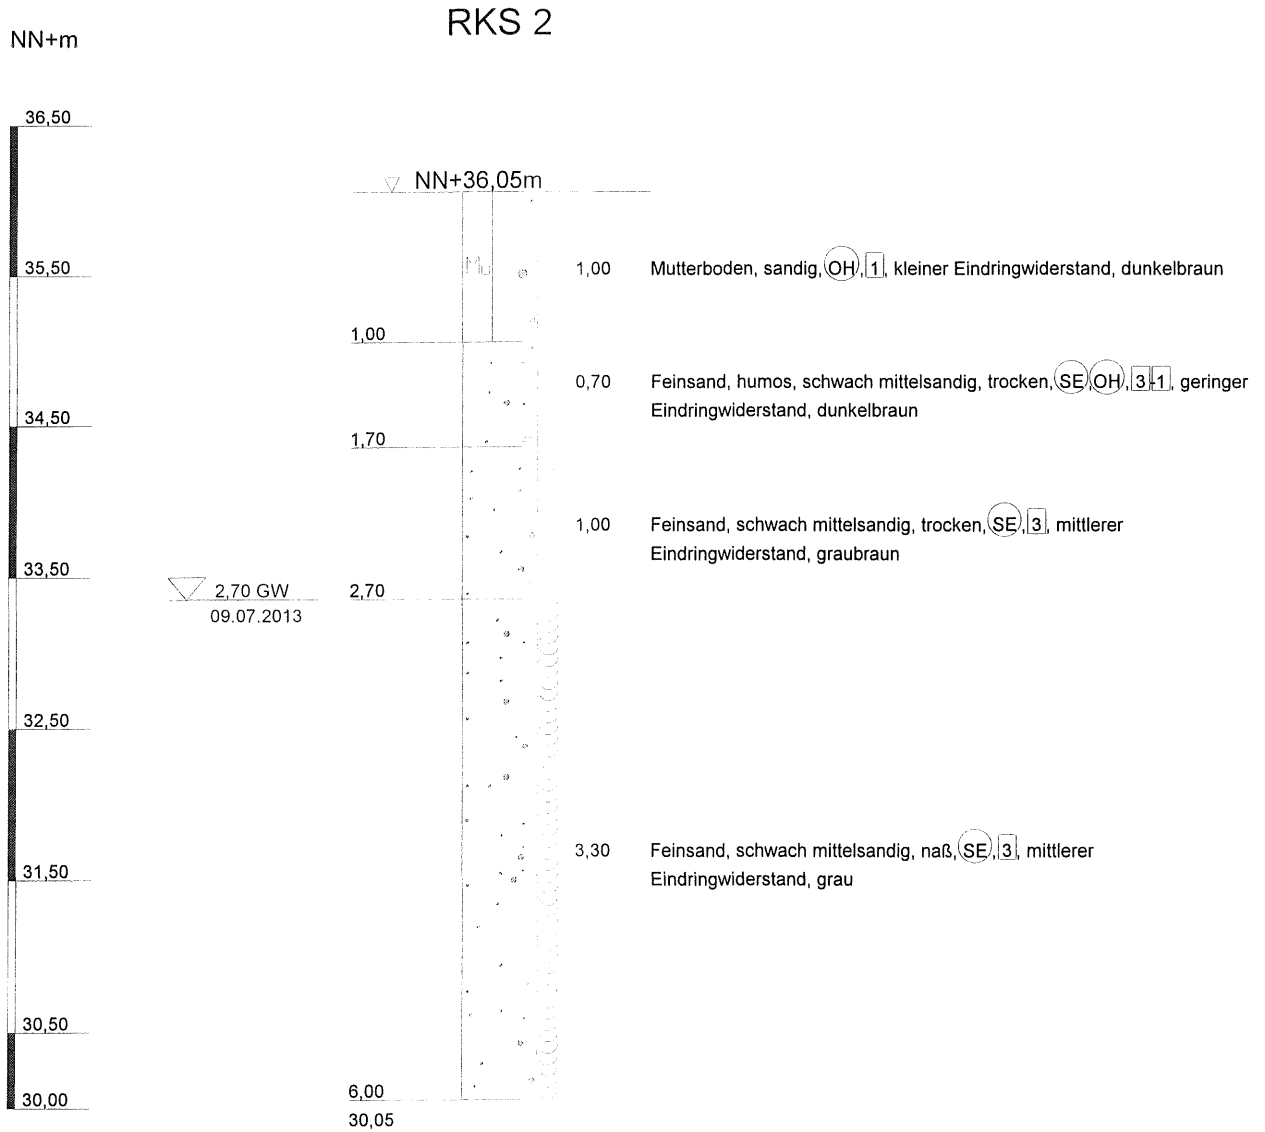 RKS 2
NN+m
36,50
NN+36,05m
Mu
1,00 Mutterboden, sandig, OH, 1, kleiner Eindringwiderstand, dunkelbraun
35,50
1,00
0,70 Feinsand, humos, schwach mittelsandig, trocken, SE, OH, 3-1, geringer
Eindringwiderstand, dunkelbraun
34,50
1,70
1,00 Feinsand, schwach mittelsandig, trocken, SE, 3, mittlerer
Eindringwiderstand, graubraun
33,50
2,70 GW
09.07.2013
2,70
32,50
3,30 Feinsand, schwach mittelsandig, naß, SE, 3, mittlerer
Eindringwiderstand, grau
31,50
30,50
6,00
30,00
30,05